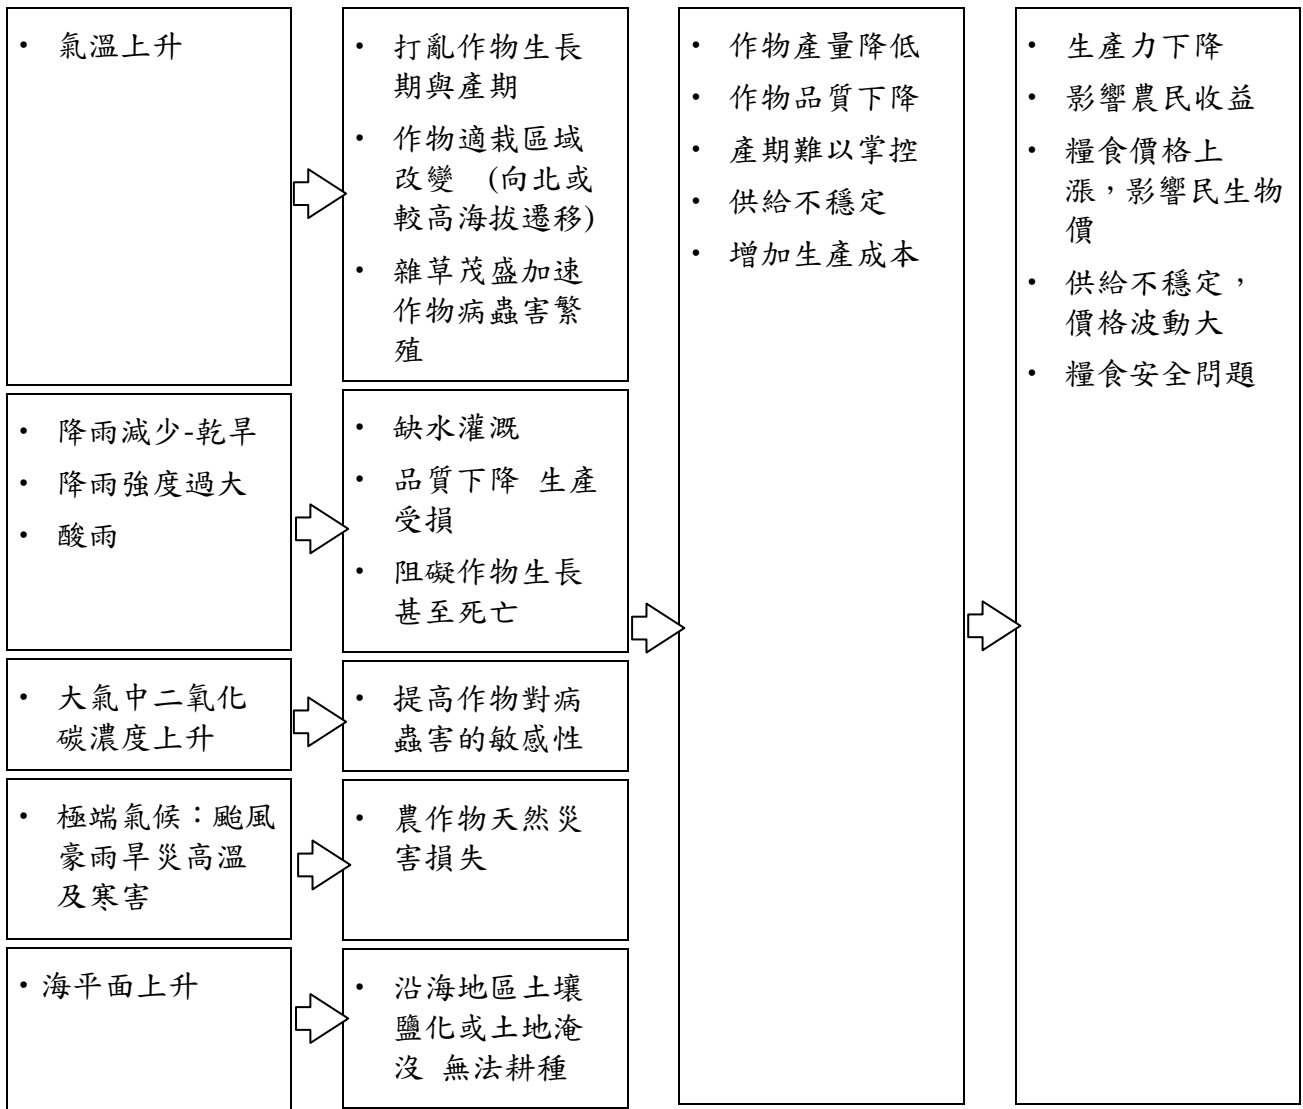 • 氣溫上升
• 打亂作物生長
期與產期
• 作物適栽區域
改變 (向北或
較高海拔遷移)
• 雜草茂盛加速
作物病蟲害繁
殖
• 降雨減少-乾旱
• 降雨強度過大
• 酸雨
• 缺水灌溉
• 品質下降 生產
受損
• 阻礙作物生長
甚至死亡
• 大氣中二氧化
碳濃度上升
• 提高作物對病
蟲害的敏感性
• 極端氣候：颱風
豪雨旱災高溫
及寒害
• 農作物天然災
害損失
• 海平面上升
• 沿海地區土壤
鹽化或土地淹
沒 無法耕種
• 作物產量降低
• 作物品質下降
• 產期難以掌控
• 供給不穩定
• 增加生產成本
• 生產力下降
• 影響農民收益
• 糧食價格上
漲，影響民生物
價
• 供給不穩定，
價格波動大
• 糧食安全問題